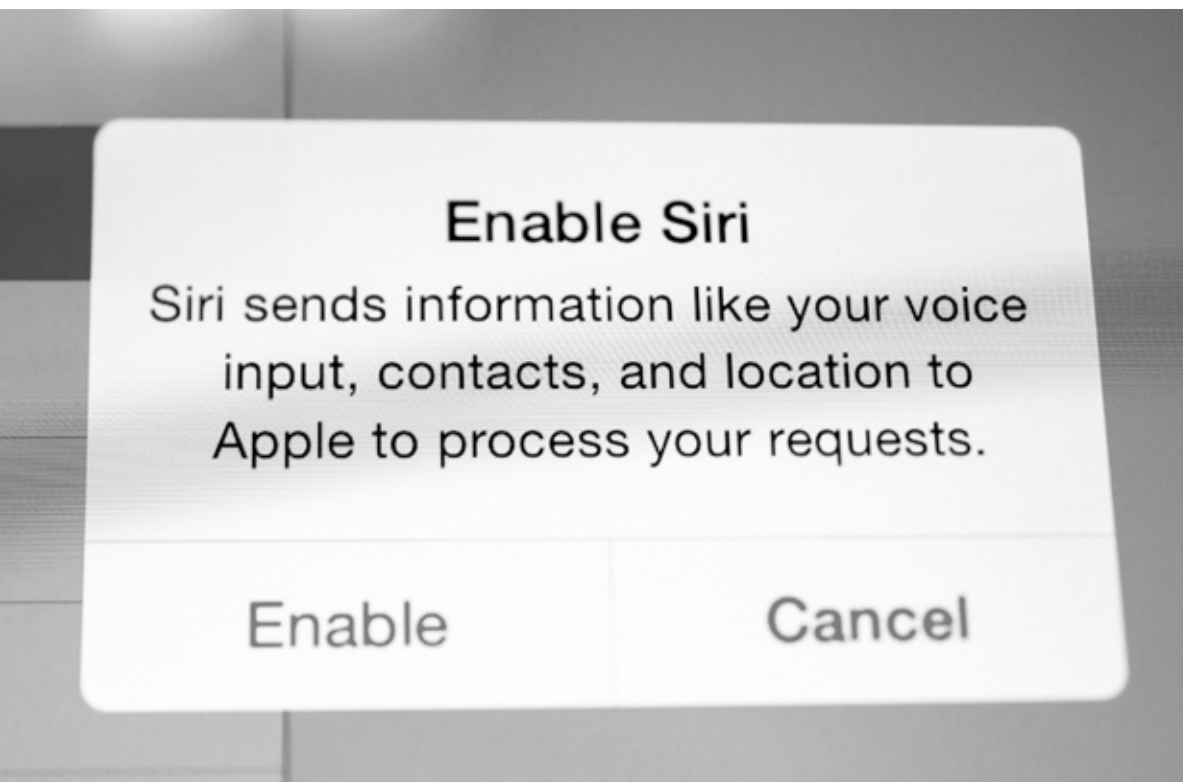 Enable Siri
Siri sends information like your voice
input, contacts, and location to
Apple to process your requests.
Enable Cancel